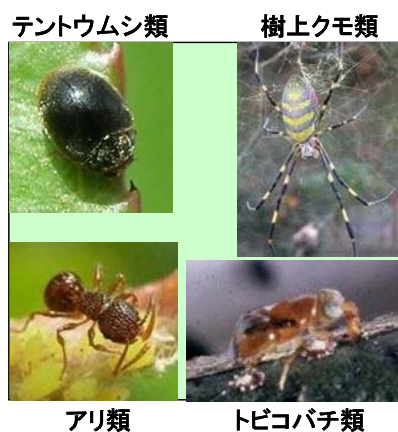 テントウムシ類
樹上クモ類
アリ類
トビコバチ類